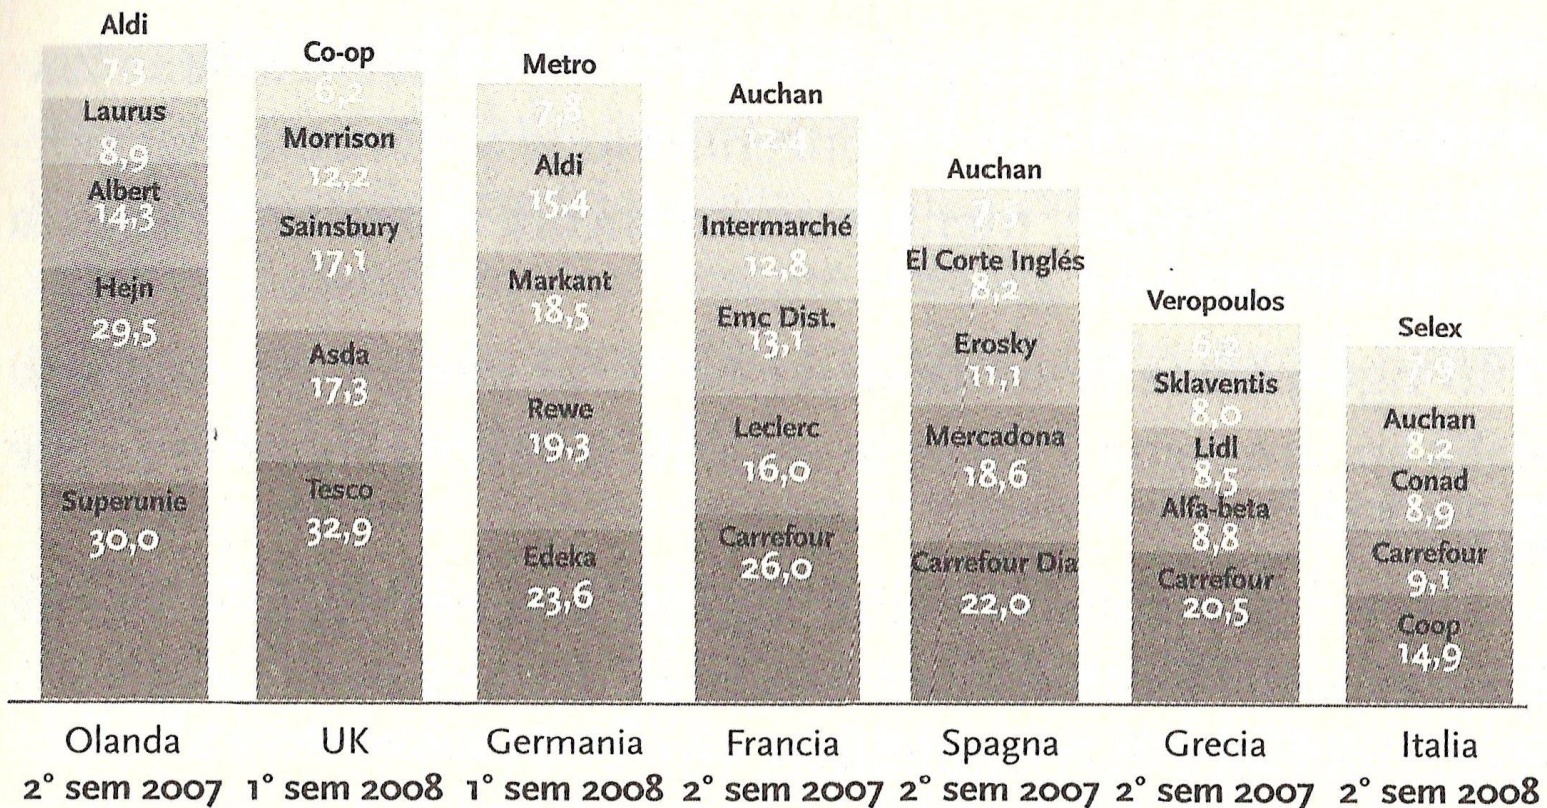 Aldi
7,3
Laurus
8,9
Albert
14,3
Hejn
29,5
Superunie
30,0
Olanda
2° sem 2007
Co-op
6,2
Morrison
12,2
Sainsbury
17,1
Asda
17,3
Tesco
32,9
UK
1° sem 2008
Metro
7,8
Aldi
15,4
Markant
18,5
Rewe
19,3
Edeka
23,6
Germania
1° sem 2008
Auchan
12,4
Intermarché
12,8
Emc Dist.
13,1
Leclerc
16,0
Carrefour
26,0
Francia
2° sem 2007
Auchan
7,5
El Corte Inglés
8,2
Erosky
11,1
Mercadona
18,6
Carrefour Dia
22,0
Spagna
2° sem 2007
Veropoulos
Sklaventis
8,0
Lidl
8,5
Alfa-beta
8,8
Carrefour
20,5
Grecia
2° sem 2007
Selex
7,9
Auchan
8,2
Conad
8,9
Carrefour
9,1
Coop
14,9
Italia
2° sem 2008